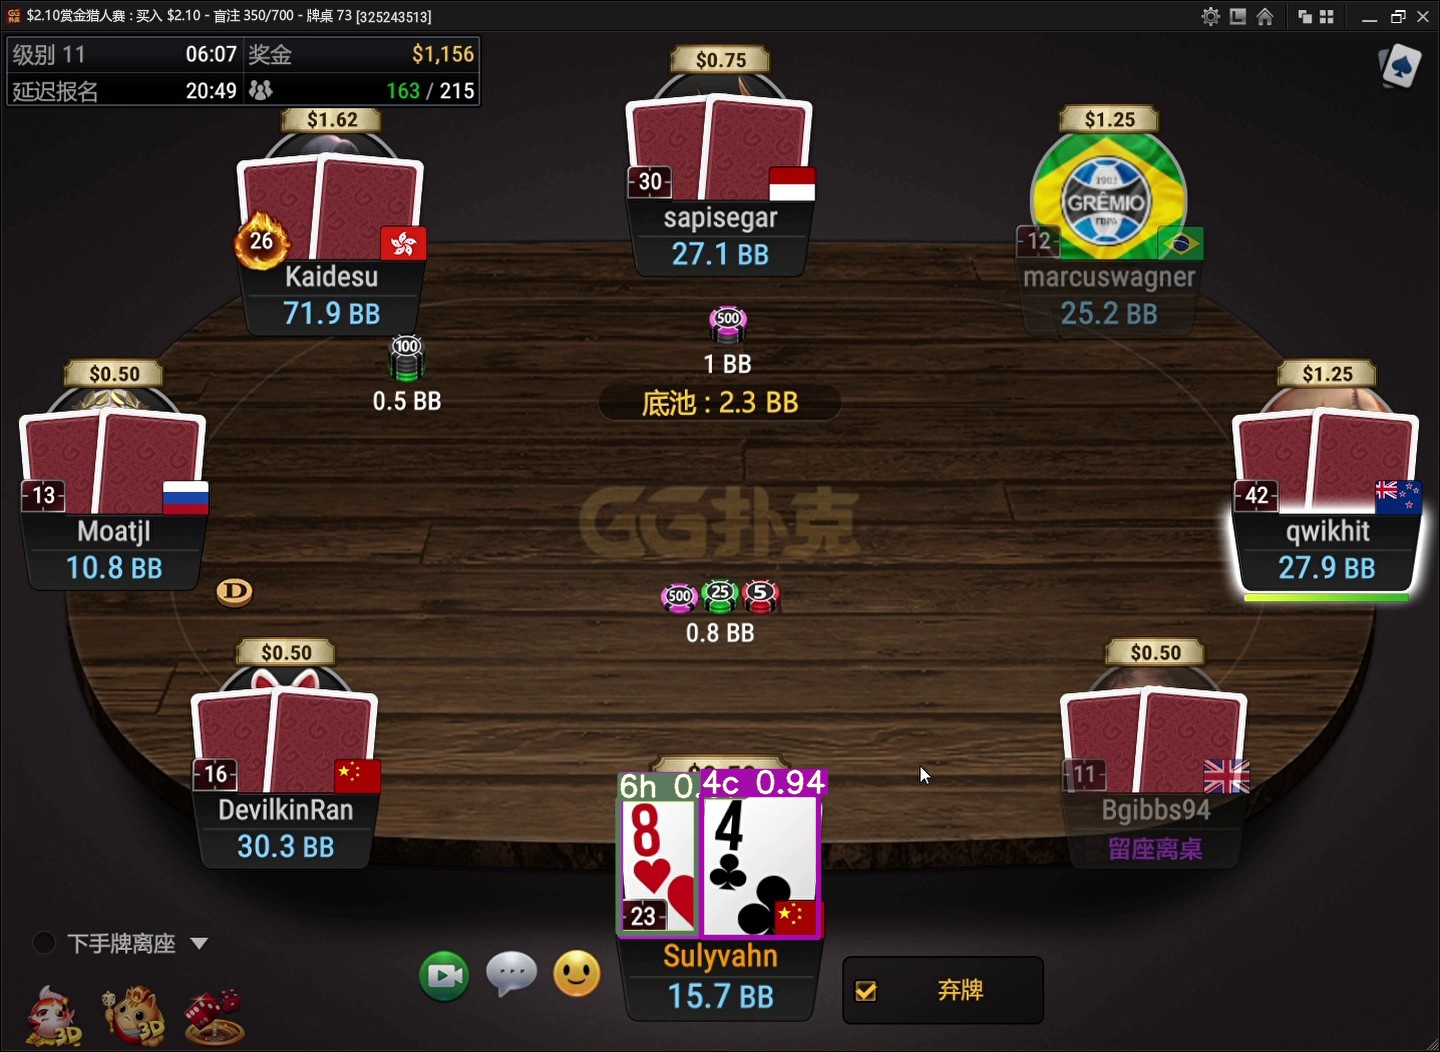 $2.10赏金猎人赛 : 买入 $2.10 - 盲注 350/700 - 牌桌 73 [325243513]
级别 11 06:07 奖金 $1,156
延迟报名 20:49 163 / 215
$0.75
30
sapisegar
27.1 BB
$1.62
26
Kaidesu
71.9 BB
$1.25
1903
GRÊMIO
FBPA
12
marcuswagner
25.2 BB
500
1 BB
100
0.5 BB
底池 : 2.3 BB
$0.50
13
Moatjl
10.8 BB
$1.25
42
qwikhit
27.9 BB
GG扑克
D
500 25 5
0.8 BB
$0.50
16
DevilkinRan
30.3 BB
$0.50
11
Bgibbs94
留座离桌
6h 0. 4c 0.94
8 4
23
Sulyvahn
15.7 BB
下手牌离座
弃牌
3D
3D